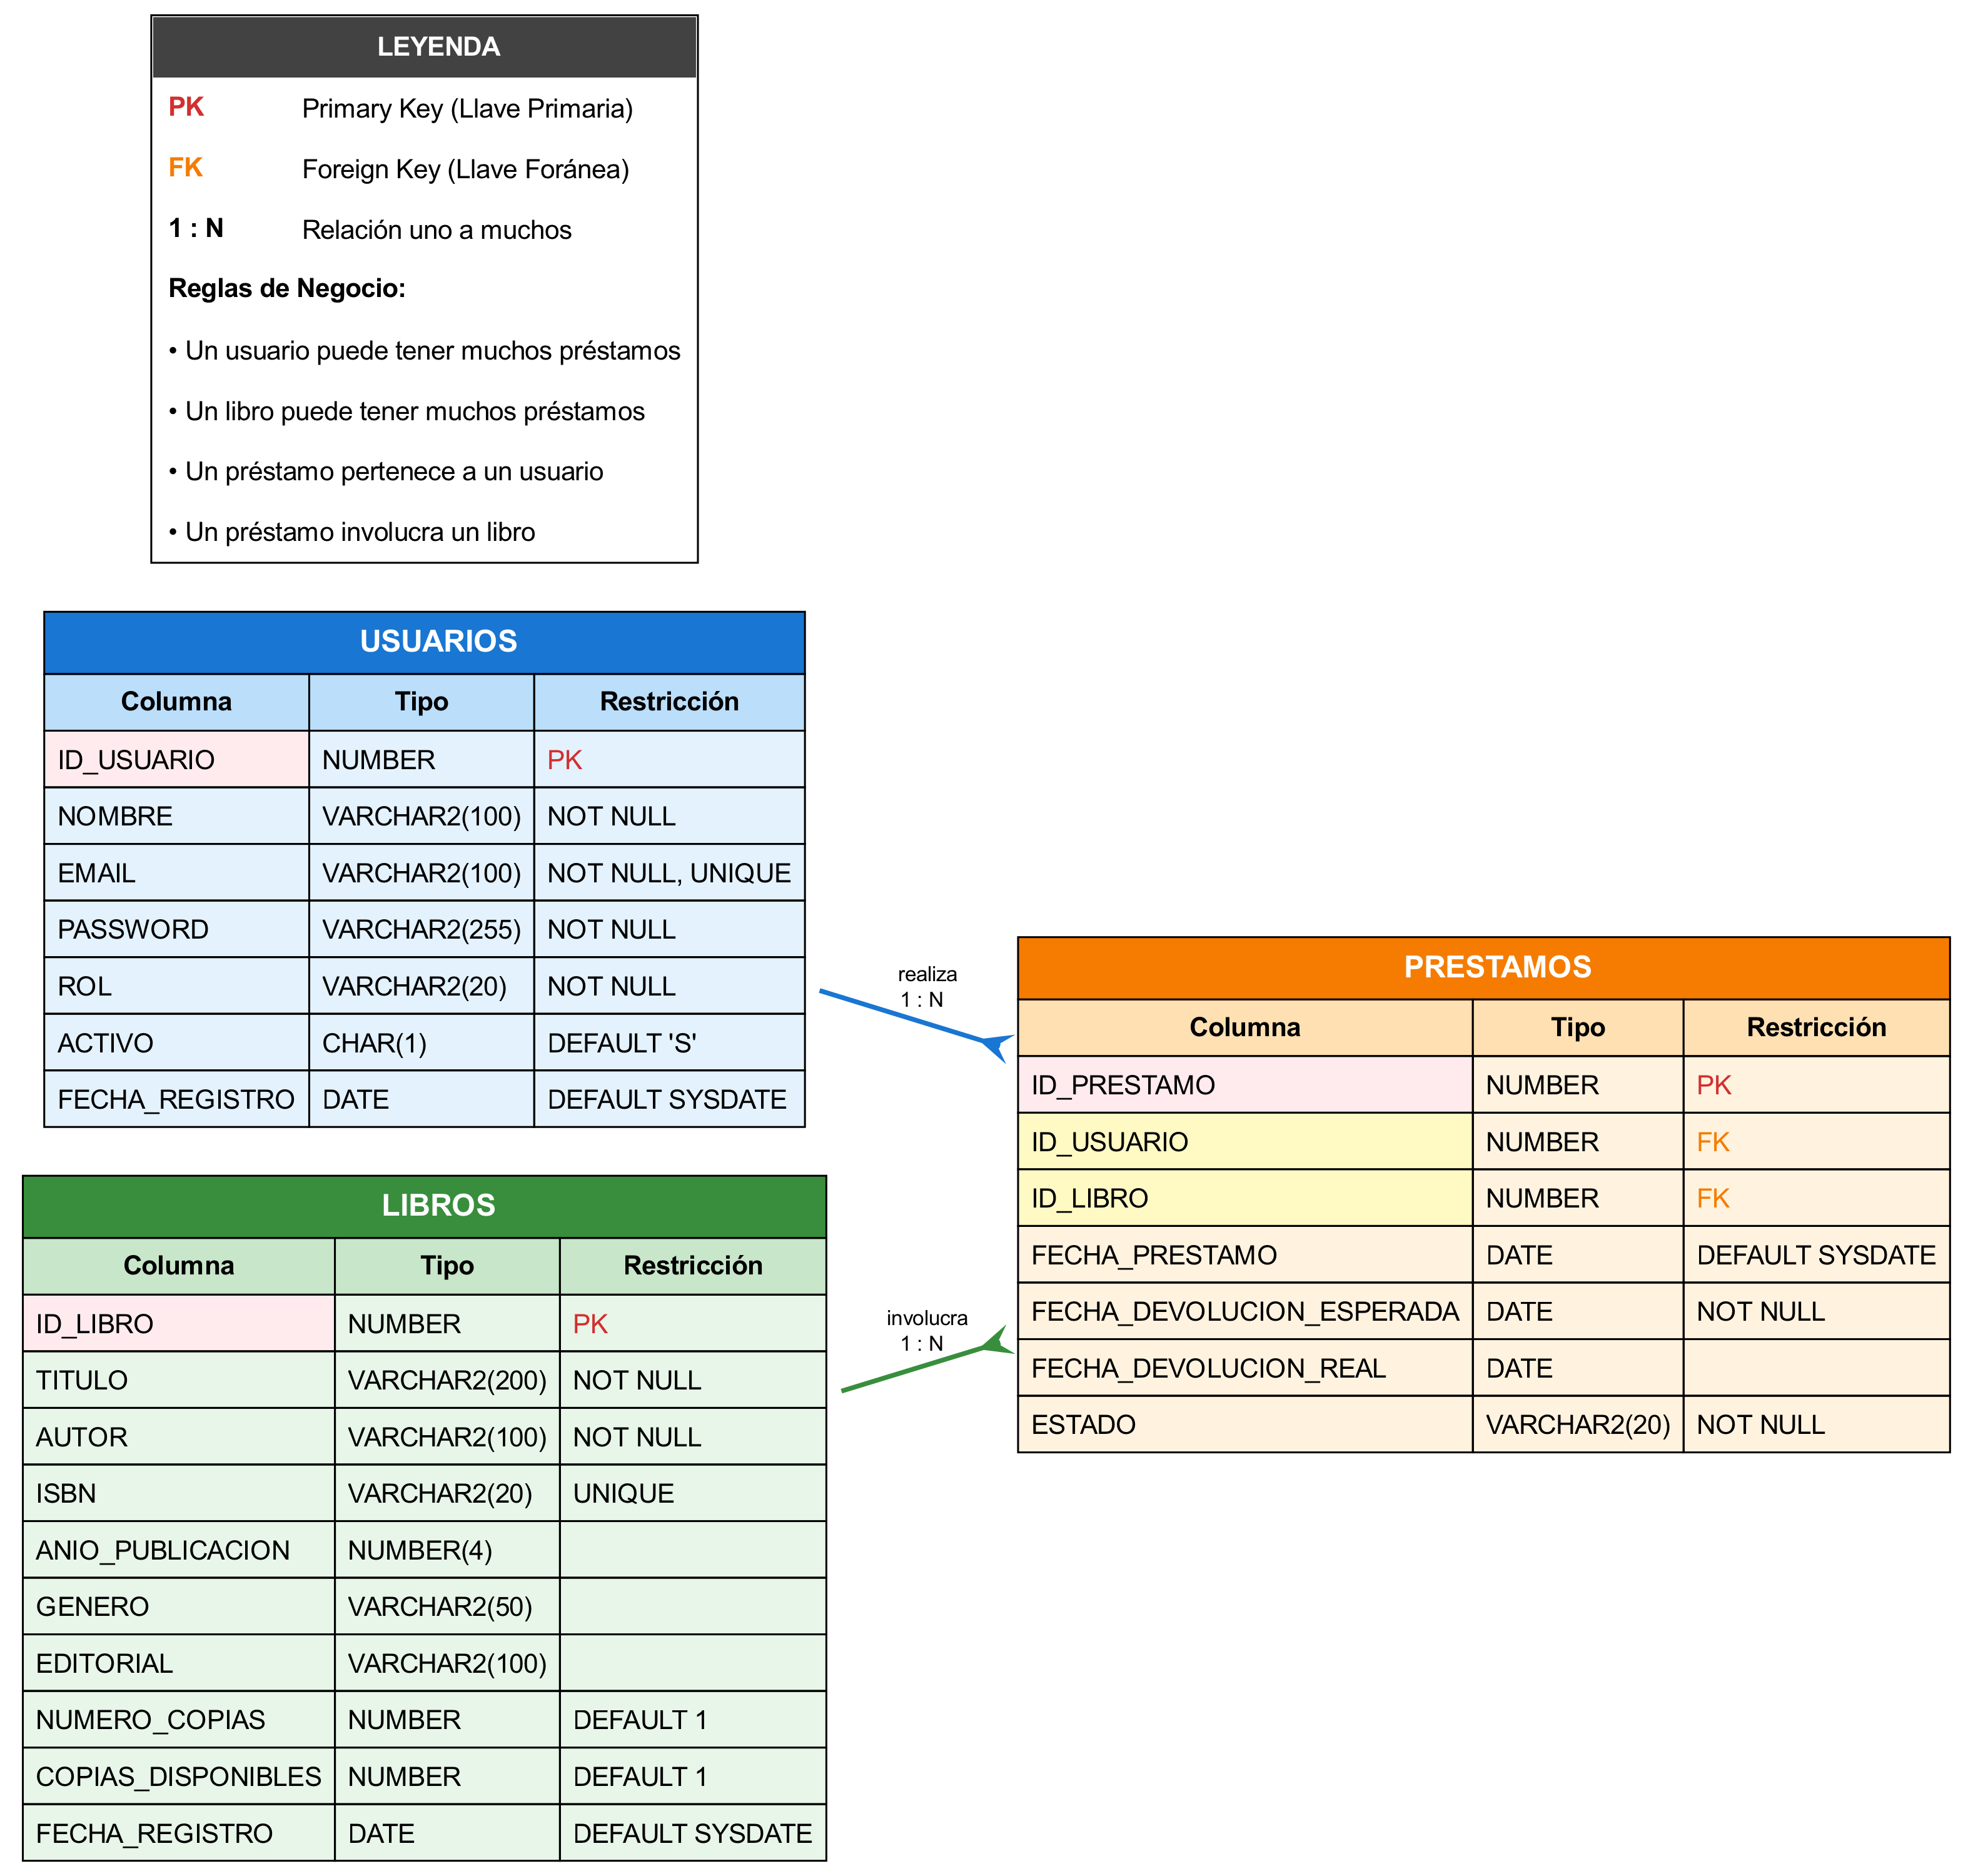 LEYENDA
PK Primary Key (Llave Primaria)
FK Foreign Key (Llave Foránea)
1 : N Relación uno a muchos
Reglas de Negocio:
• Un usuario puede tener muchos préstamos
• Un libro puede tener muchos préstamos
• Un préstamo pertenece a un usuario
• Un préstamo involucra un libro
USUARIOS
Columna Tipo Restricción
ID_USUARIO NUMBER PK
NOMBRE VARCHAR2(100) NOT NULL
EMAIL VARCHAR2(100) NOT NULL, UNIQUE
PASSWORD VARCHAR2(255) NOT NULL
ROL VARCHAR2(20) NOT NULL
ACTIVO CHAR(1) DEFAULT 'S'
FECHA_REGISTRO DATE DEFAULT SYSDATE
realiza
1 : N
LIBROS
Columna Tipo Restricción
ID_LIBRO NUMBER PK
TITULO VARCHAR2(200) NOT NULL
AUTOR VARCHAR2(100) NOT NULL
ISBN VARCHAR2(20) UNIQUE
ANIO_PUBLICACION NUMBER(4)
GENERO VARCHAR2(50)
EDITORIAL VARCHAR2(100)
NUMERO_COPIAS NUMBER DEFAULT 1
COPIAS_DISPONIBLES NUMBER DEFAULT 1
FECHA_REGISTRO DATE DEFAULT SYSDATE
involucra
1 : N
PRESTAMOS
Columna Tipo Restricción
ID_PRESTAMO NUMBER PK
ID_USUARIO NUMBER FK
ID_LIBRO NUMBER FK
FECHA_PRESTAMO DATE DEFAULT SYSDATE
FECHA_DEVOLUCION_ESPERADA DATE NOT NULL
FECHA_DEVOLUCION_REAL DATE
ESTADO VARCHAR2(20) NOT NULL